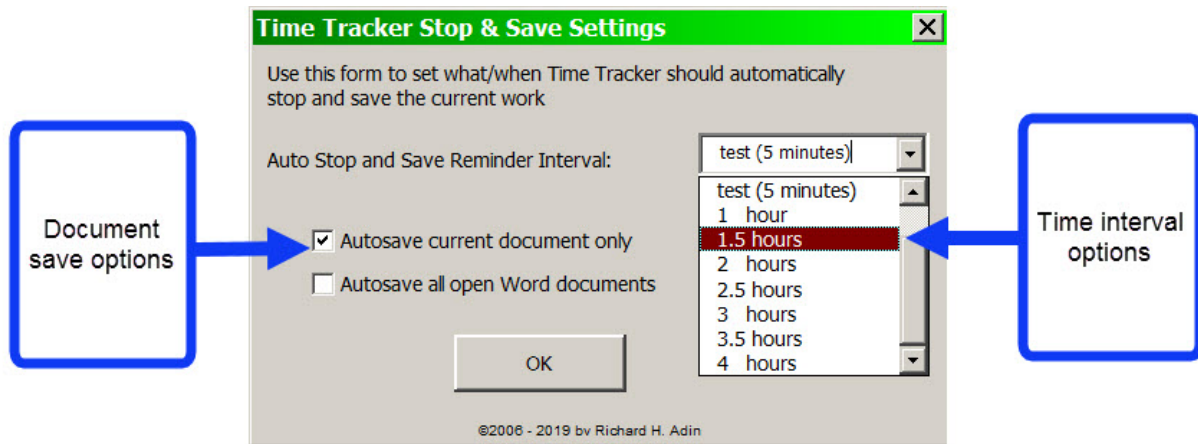 Time Tracker Stop & Save Settings
Use this form to set what/when Time Tracker should automatically
stop and save the current work
Auto Stop and Save Reminder Interval:
test (5 minutes)
test (5 minutes)
1 hour
1.5 hours
2 hours
2.5 hours
3 hours
3.5 hours
4 hours
Document
save options
Autosave current document only
Autosave all open Word documents
Time interval
options
OK
©2006 - 2019 by Richard H. Adin